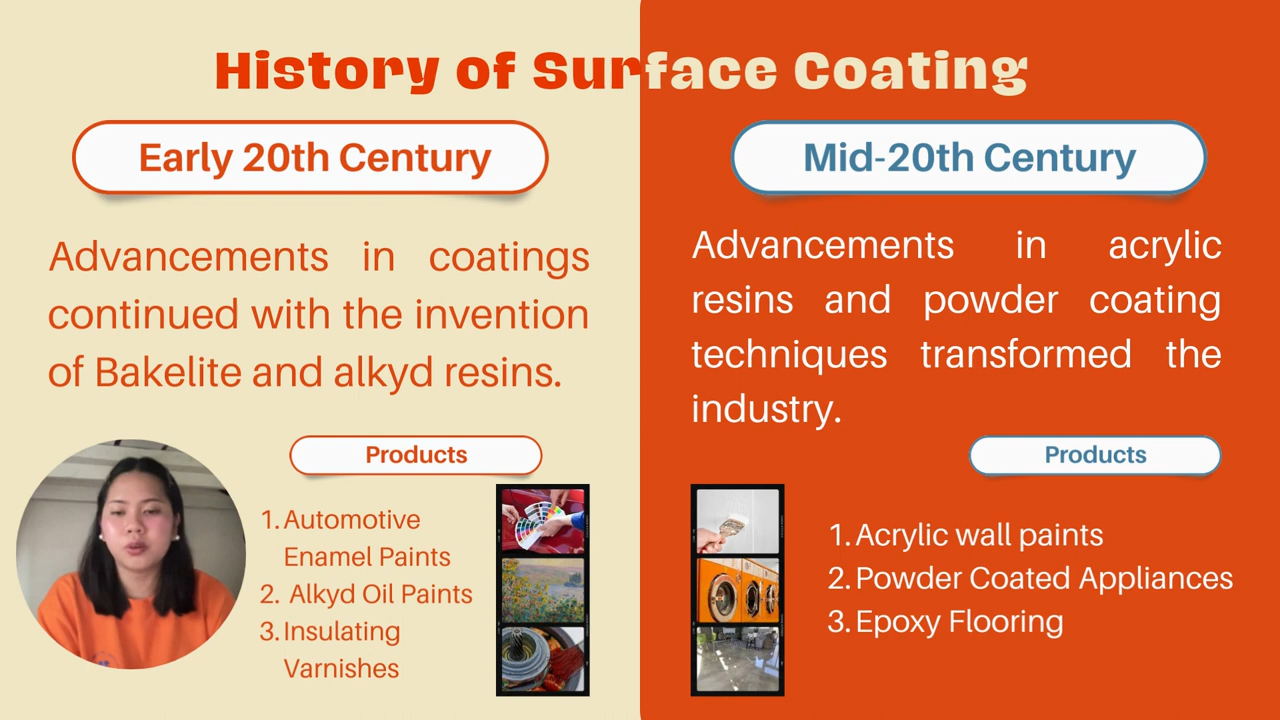 History of Surface Coating
Early 20th Century
Advancements in coatings
continued with the invention
of Bakelite and alkyd resins.
Products
1. Automotive
Enamel Paints
2. Alkyd Oil Paints
3. Insulating
Varnishes
Mid-20th Century
Advancements in acrylic
resins and powder coating
techniques transformed the
industry.
Products
1. Acrylic wall paints
2. Powder Coated Appliances
3. Epoxy Flooring